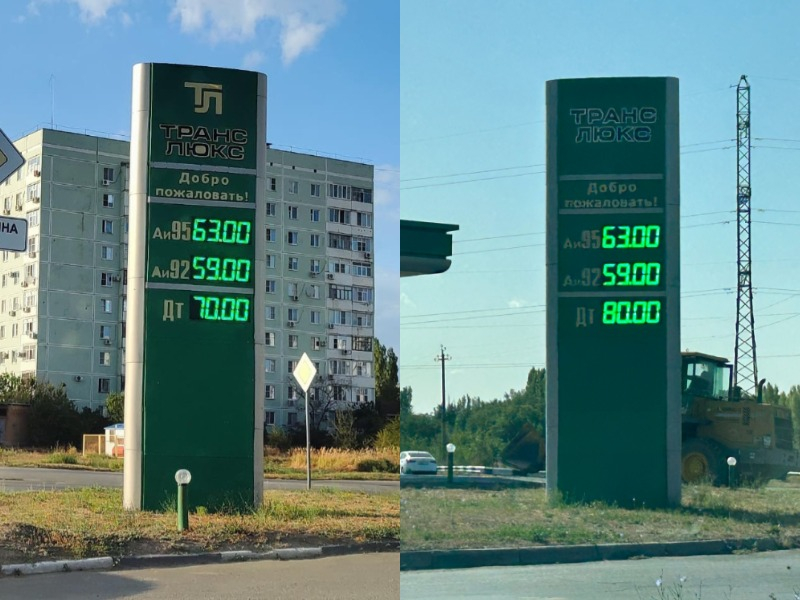 ИНА
ТЛ
ТРАНС
ЛЮКС
Добро
пожаловать!
Аи95 63.00
Аи92 59.00
Дт 70.00
ТРАНС
ЛЮКС
Добро
пожаловать!
Аи95 63.00
Аи92 59.00
Дт 80.00